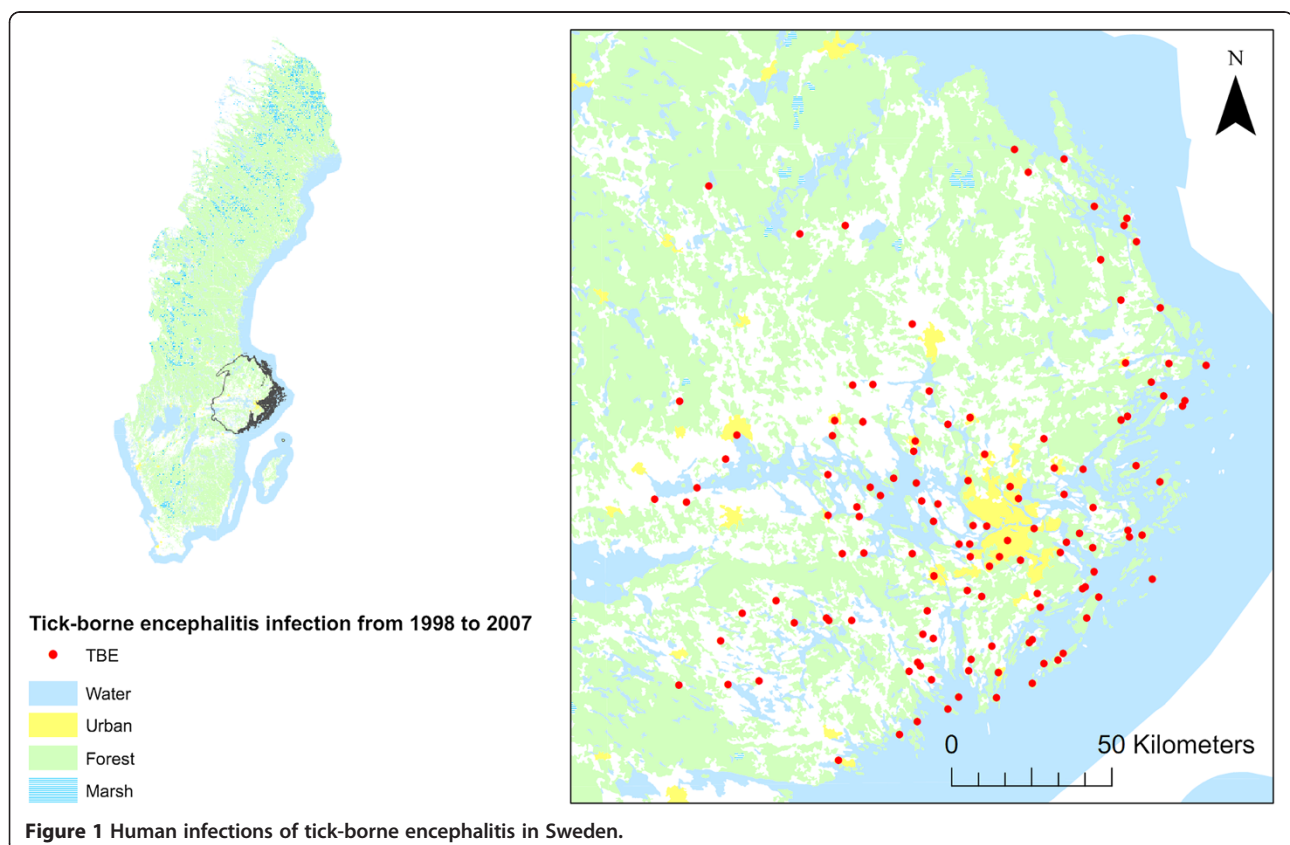 N
0 50 Kilometers
Tick-borne encephalitis infection from 1998 to 2007
TBE
Water
Urban
Forest
Marsh
Figure 1 Human infections of tick-borne encephalitis in Sweden.